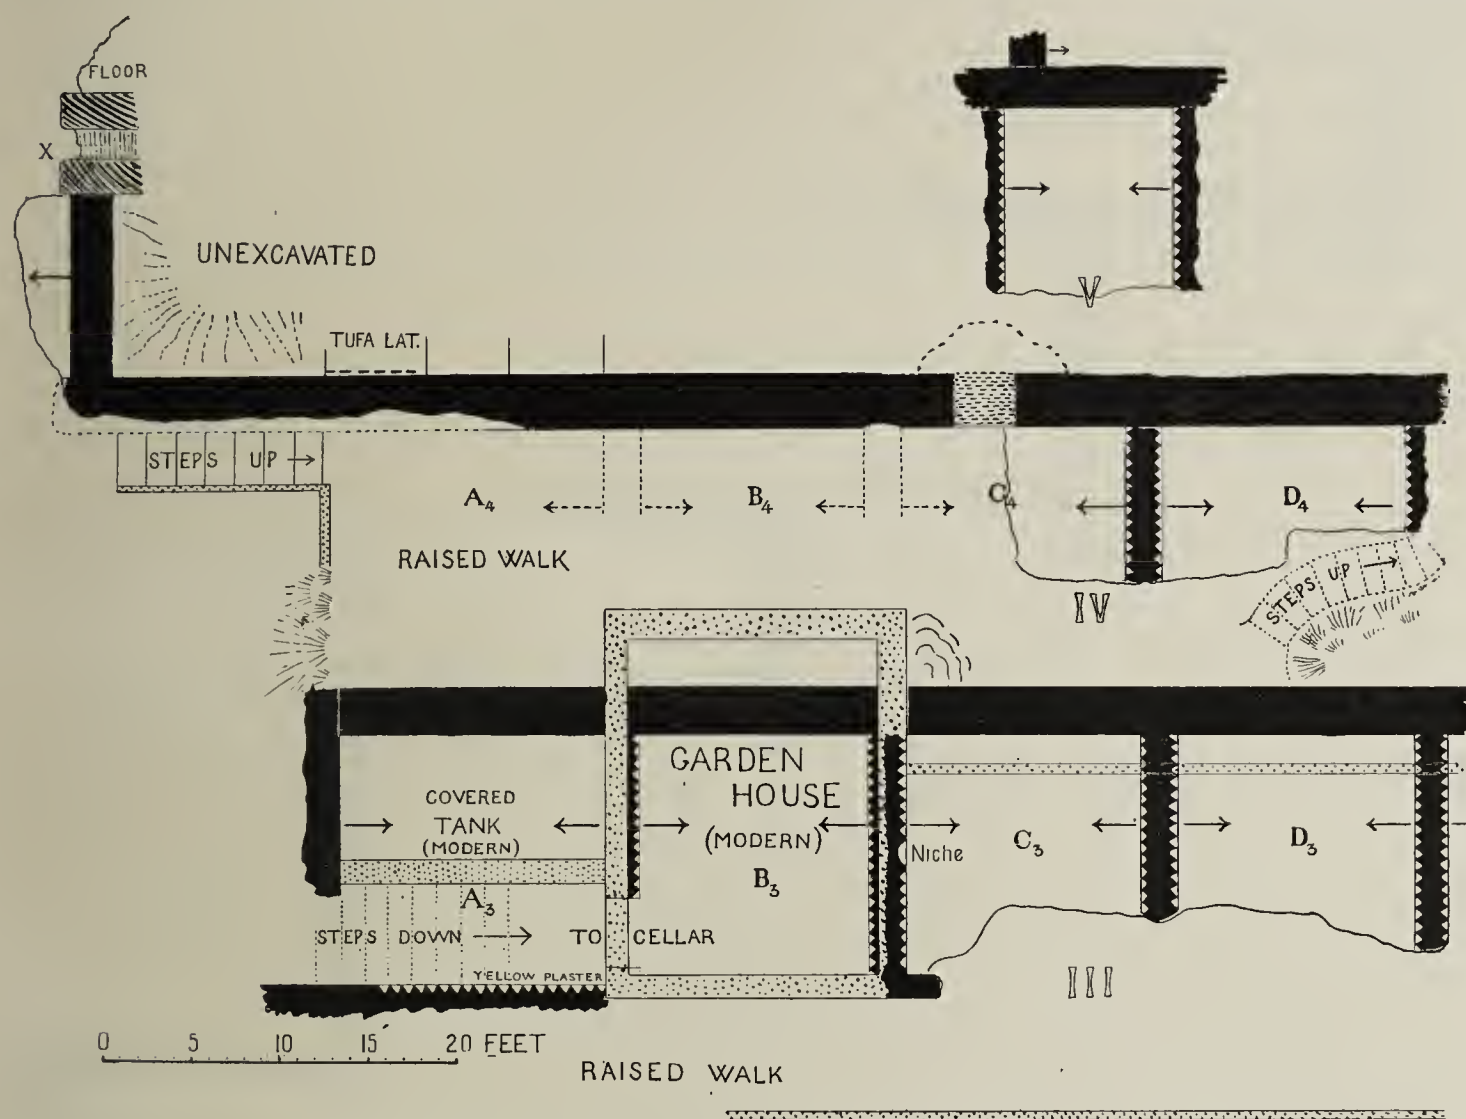 FLOOR
X
UNEXCAVATED
V
TUFA LAT.
STEPS UP
A₄
B₄
C₄
D₄
RAISED WALK
IV
STEPS UP
GARDEN
HOUSE
(MODERN)
B₃
COVERED
TANK
(MODERN)
A₃
Niche
C₃
D₃
STEPS DOWN TO CELLAR
YELLOW PLASTER
III
0 5 10 15 20 FEET
RAISED WALK